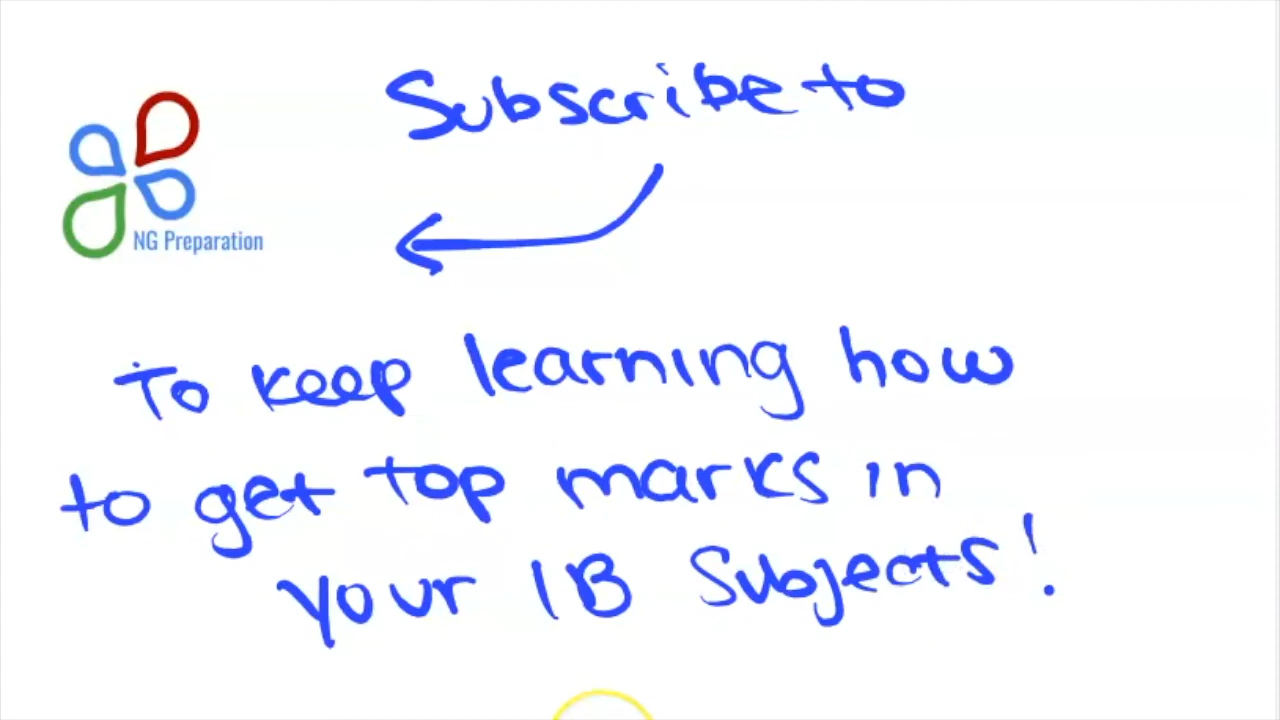 Subscribe to
NG Preparation
To keep learning how
to get top marks in
your IB Subjects!